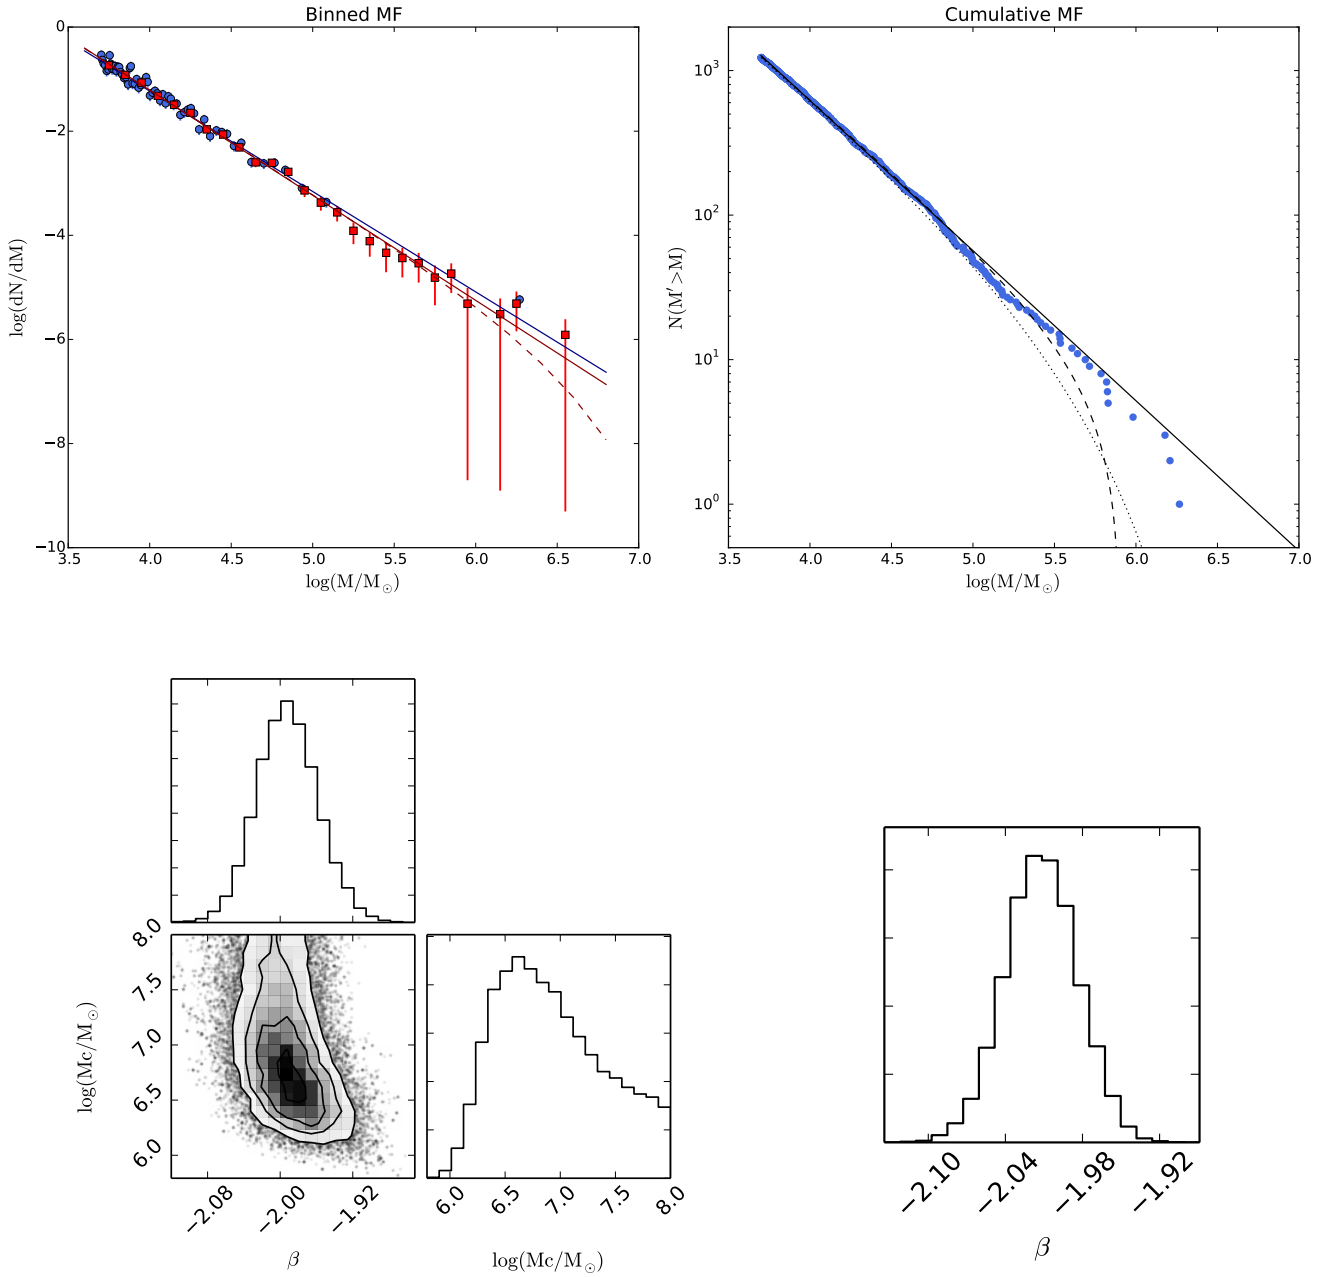 Binned MF
0
−2
−4
−6
−8
−10
log(dN/dM)
3.5 4.0 4.5 5.0 5.5 6.0 6.5 7.0
log(M/M⊙)
Cumulative MF
10³
10²
10¹
10⁰
N(M′>M)
3.5 4.0 4.5 5.0 5.5 6.0 6.5 7.0
log(M/M⊙)
8.0
7.5
7.0
6.5
6.0
log(Mc/M⊙)
−2.08 −2.00 −1.92
β
6.0 6.5 7.0 7.5 8.0
log(Mc/M⊙)
−2.10 −2.04 −1.98 −1.92
β